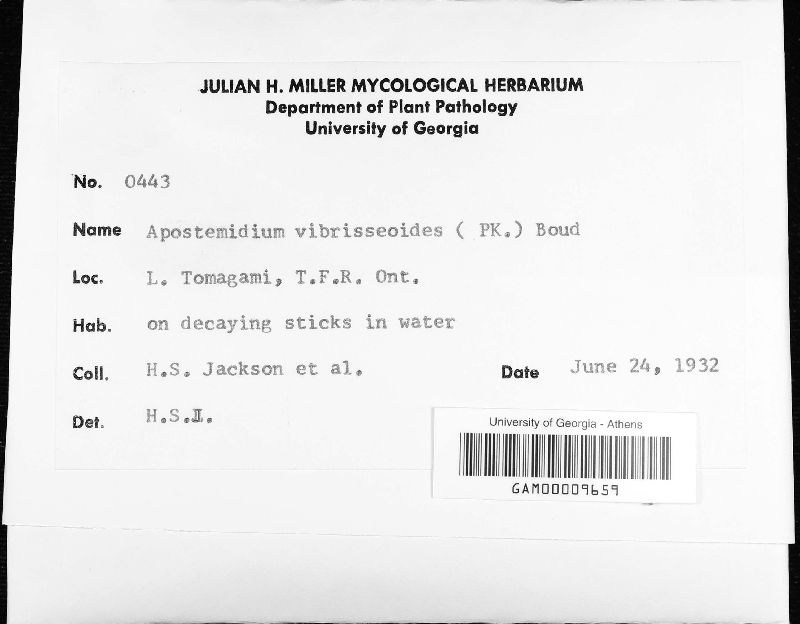 JULIAN H. MILLER MYCOLOGICAL HERBARIUM
Department of Plant Pathology
University of Georgia
No. 0443
Name Apostemidium vibrisseoides ( PK.) Boud
Loc. L. Tomagami, T.F.R. Ont.
Hab. on decaying sticks in water
Coll. H.S. Jackson et al. Date June 24, 1932
Det. H.S.
University of Georgia - Athens
GAM00009659